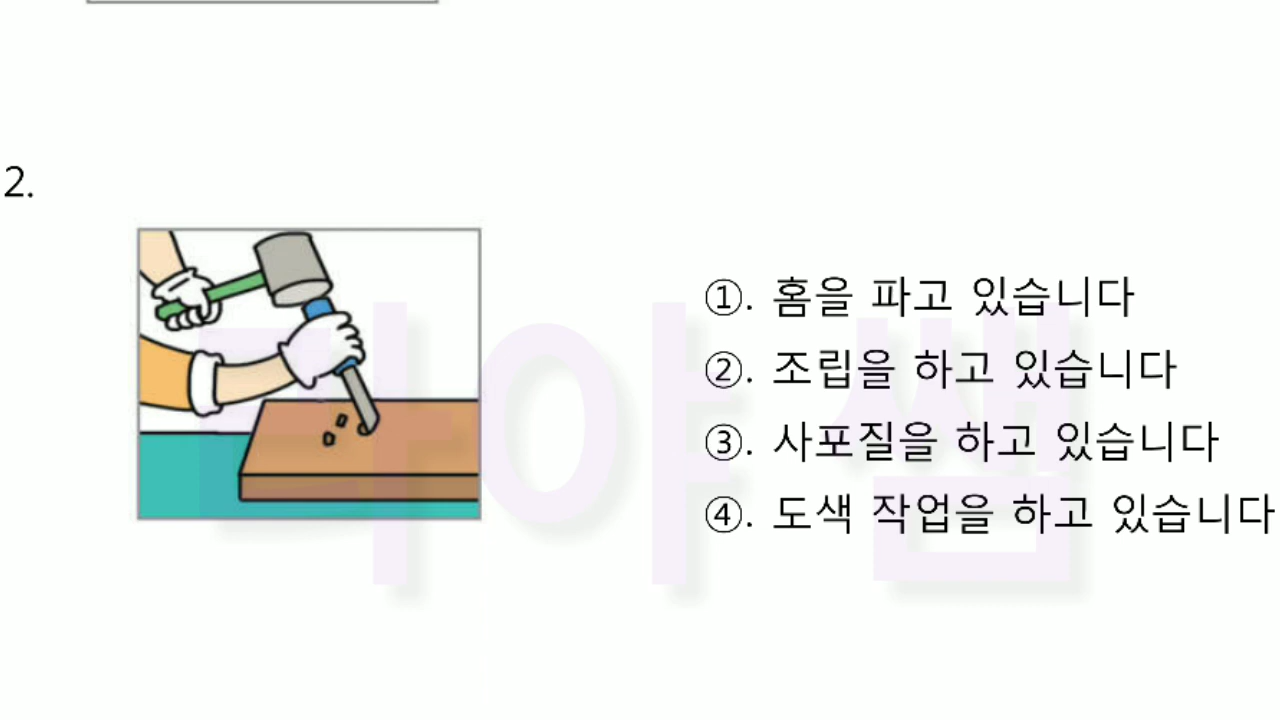 2.
①. 홈을 파고 있습니다
②. 조립을 하고 있습니다
③. 사포질을 하고 있습니다
④. 도색 작업을 하고 있습니다